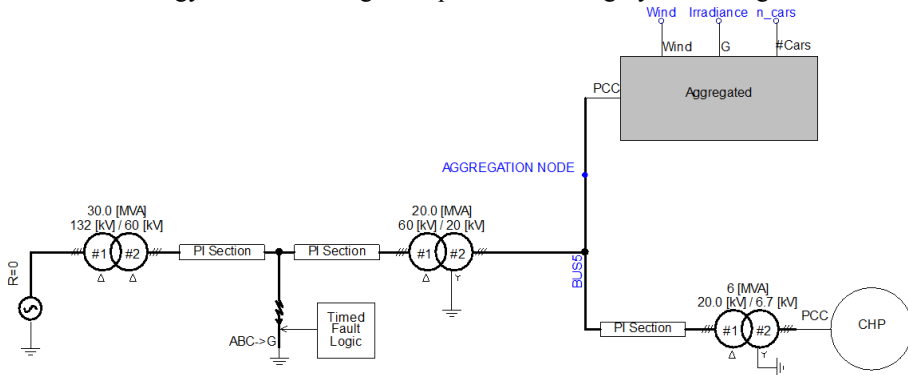 Wind Irradiance n_cars
Wind G #Cars
PCC
Aggregated
AGGREGATION NODE
30.0 [MVA]
132 [kV] / 60 [kV]
20.0 [MVA]
60 [kV] / 20 [kV]
R=0
#1 #2
PI Section
PI Section
#1 #2
BUS5
ABC->G
Timed
Fault
Logic
6 [MVA]
20.0 [kV] / 6.7 [kV]
PI Section
#1 #2
PCC
CHP